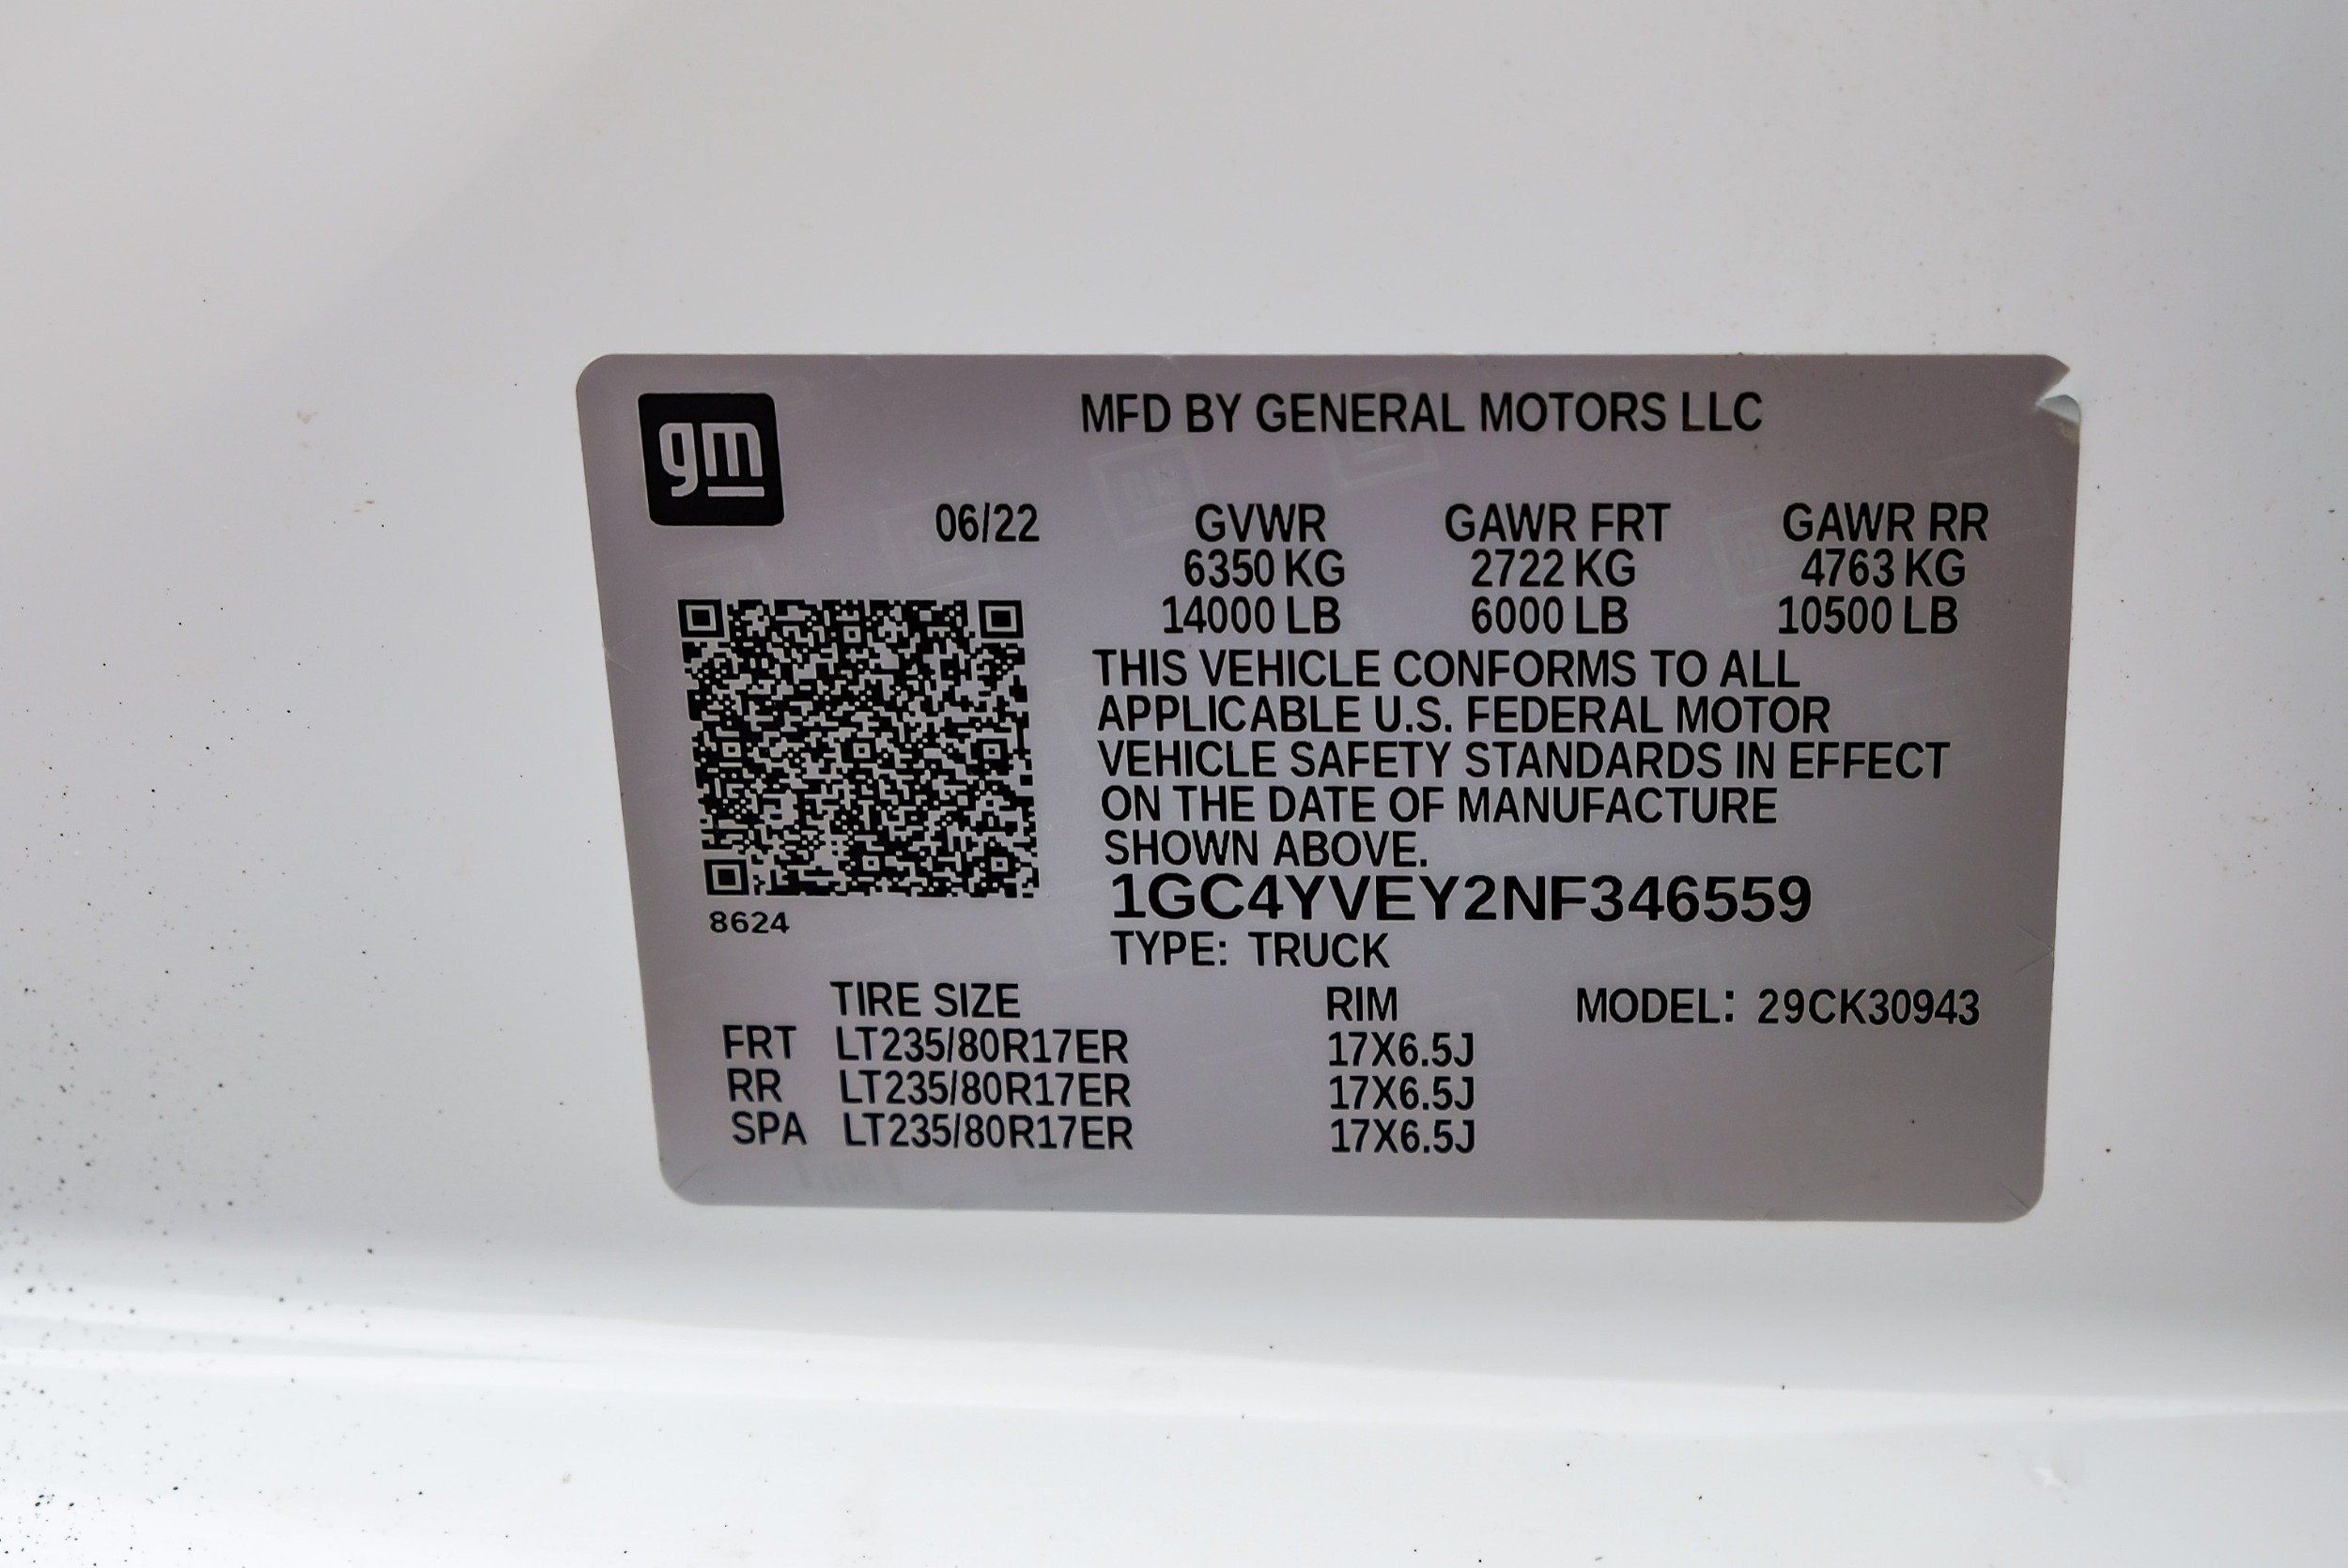 gm
MFD BY GENERAL MOTORS LLC
06/22 GVWR GAWR FRT GAWR RR
6350 KG 2722 KG 4763 KG
14000 LB 6000 LB 10500 LB
THIS VEHICLE CONFORMS TO ALL
APPLICABLE U.S. FEDERAL MOTOR
VEHICLE SAFETY STANDARDS IN EFFECT
ON THE DATE OF MANUFACTURE
SHOWN ABOVE.
1GC4YVEY2NF346559
8624
TYPE: TRUCK
TIRE SIZE RIM MODEL: 29CK30943
FRT LT235/80R17ER 17X6.5J
RR LT235/80R17ER 17X6.5J
SPA LT235/80R17ER 17X6.5J